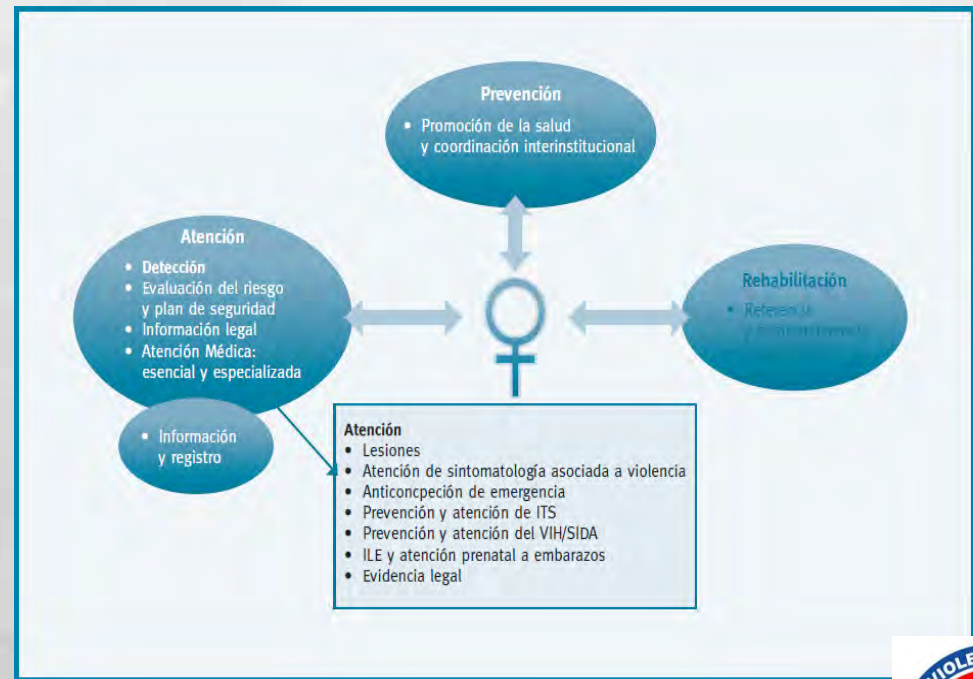 Prevención
• Promoción de la salud
y coordinación interinstitucional
Atención
• Detección
• Evaluación del riesgo
y plan de seguridad
• Información legal
• Atención Médica:
esencial y especializada
• Información
y registro
Rehabilitación
• Referencia
y
Atención
• Lesiones
• Atención de sintomatología asociada a violencia
• Anticoncpeción de emergencia
• Prevención y atención de ITS
• Prevención y atención del VIH/SIDA
• ILE y atención prenatal a embarazos
• Evidencia legal
VIOLE